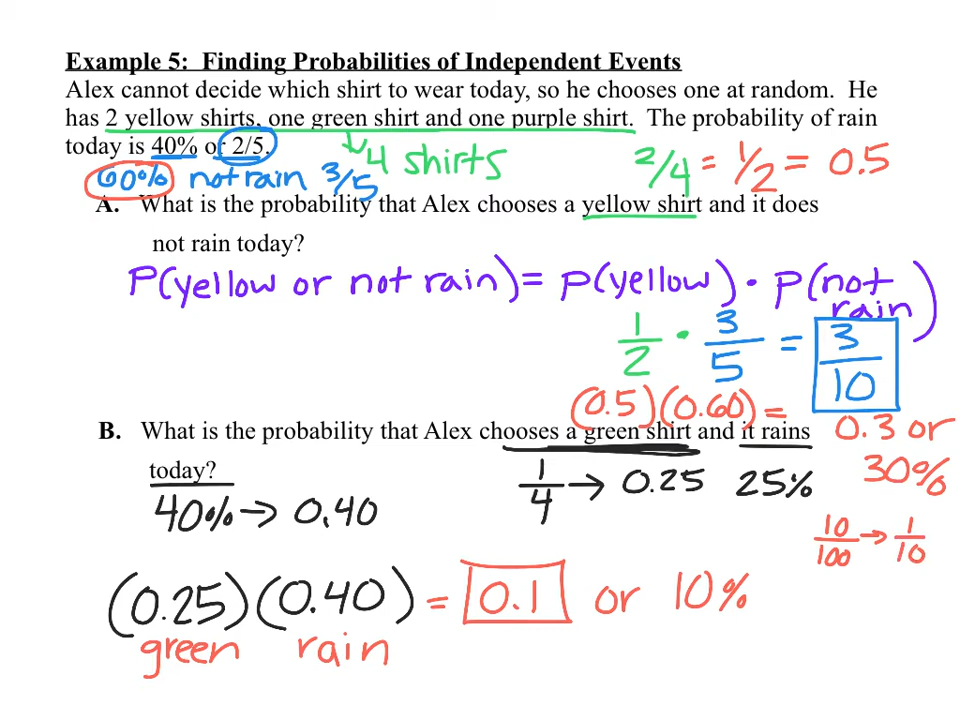 Example 5: Finding Probabilities of Independent Events
Alex cannot decide which shirt to wear today, so he chooses one at random. He
has 2 yellow shirts, one green shirt and one purple shirt. The probability of rain
today is 40% or 2/5.
4 shirts
2/4 = 1/2 = 0.5
60% not rain 3/5
A. What is the probability that Alex chooses a yellow shirt and it does
not rain today?
P(yellow or not rain) = P(yellow) · P(not rain)
1/2 · 3/5 = 3/10
(0.5)(0.60) = 0.3 or 30%
B. What is the probability that Alex chooses a green shirt and it rains
today?
1/4 → 0.25 25%
40% → 0.40
10/100 → 1/10
(0.25)(0.40) = 0.1 or 10%
green rain